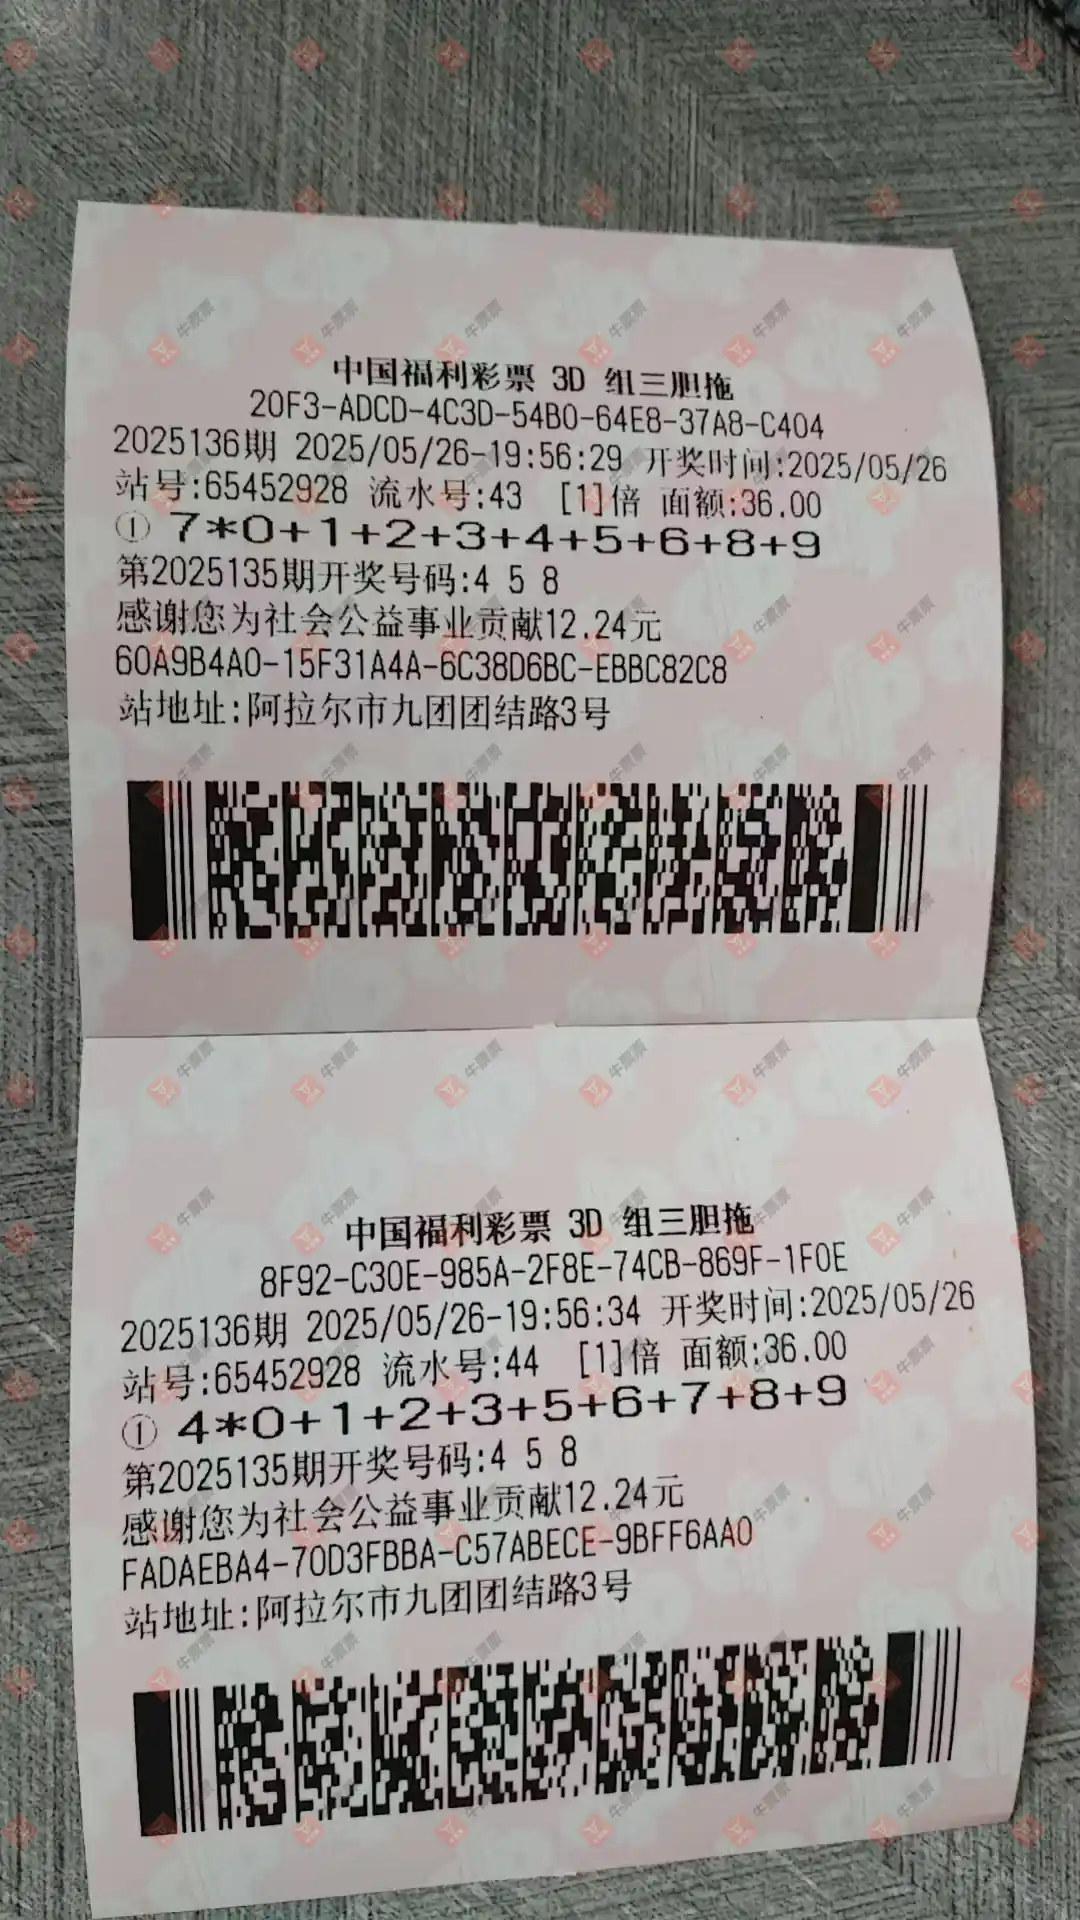 中国福利彩票 3D 组三胆拖
20F3-ADCD-4C3D-54B0-64E8-37A8-C404
2025136期 2025/05/26-19:56:29 开奖时间:2025/05/26
站号:65452928 流水号:43 [1]倍 面额:36.00
① 7*0+1+2+3+4+5+6+8+9
第2025135期开奖号码:4 5 8
感谢您为社会公益事业贡献12.24元
60A9B4A0-15F31A4A-6C38D6BC-EBBC82C8
站地址:阿拉尔市九团团结路3号
中国福利彩票 3D 组三胆拖
8F92-C30E-985A-2F8E-74CB-869F-1F0E
2025136期 2025/05/26-19:56:34 开奖时间:2025/05/26
站号:65452928 流水号:44 [1]倍 面额:36.00
① 4*0+1+2+3+5+6+7+8+9
第2025135期开奖号码:4 5 8
感谢您为社会公益事业贡献12.24元
FADAEBA4-70D3FBBA-C57ABECE-9BFF6AA0
站地址:阿拉尔市九团团结路3号